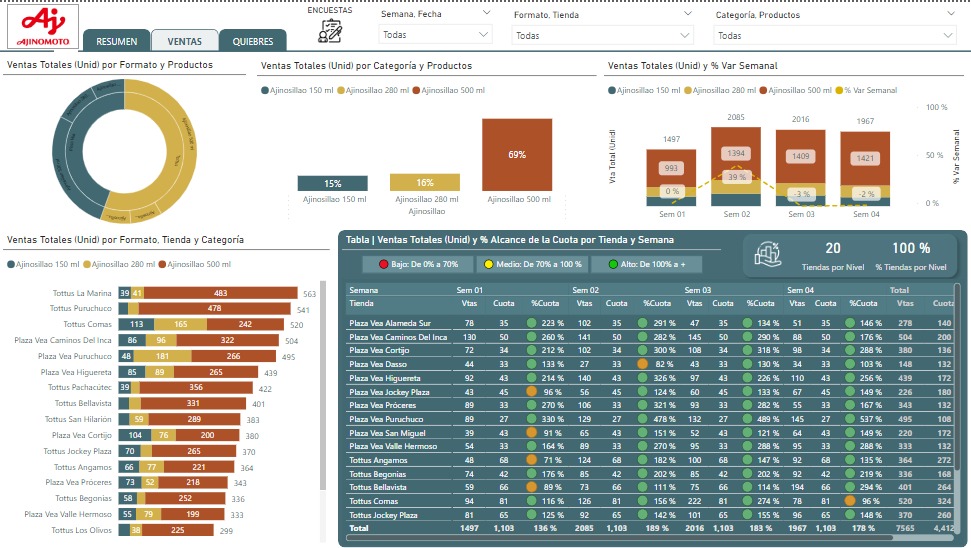 Aj
AJINOMOTO
RESUMEN
VENTAS
QUIEBRES
ENCUESTAS
Semana, Fecha
Todas
Formato, Tienda
Todas
Categoría, Productos
Todas
Ventas Totales (Unid) por Formato y Productos
Ventas Totales (Unid) por Categoría y Productos
Ajinosillao 150 ml Ajinosillao 280 ml Ajinosillao 500 ml
15% 16% 69%
Ajinosillao 150 ml Ajinosillao 280 ml Ajinosillao 500 ml
Ajinosillao
Ventas Totales (Unid) y % Var Semanal
Ajinosillao 150 ml Ajinosillao 280 ml Ajinosillao 500 ml % Var Semanal
Vta Total (Unid)
1497 2085 2016 1967
993 1394 1409 1421
0 % 39 % -3 % -2 %
Sem 01 Sem 02 Sem 03 Sem 04
100 %
50 %
0 %
% Var Semanal
Ventas Totales (Unid) por Formato, Tienda y Categoría
Ajinosillao 150 ml Ajinosillao 280 ml Ajinosillao 500 ml
Tottus La Marina 39 41 483 563
Tottus Puruchuco 478 541
Tottus Comas 113 165 242 520
Plaza Vea Caminos Del Inca 86 96 322 504
Plaza Vea Puruchuco 48 181 266 495
Plaza Vea Higuereta 85 89 265 439
Tottus Pachacútec 39 356 422
Tottus Bellavista 331 401
Tottus San Hilarión 59 289 383
Plaza Vea Cortijo 104 76 200 380
Tottus Jockey Plaza 70 265 370
Tottus Angamos 66 77 221 364
Plaza Vea Próceres 73 52 218 343
Tottus Begonias 58 252 336
Plaza Vea Valle Hermoso 55 79 199 333
Tottus Los Olivos 38 225 299
Tabla | Ventas Totales (Unid) y % Alcance de la Cuota por Tienda y Semana
Bajo: De 0% a 70%
Medio: De 70% a 100 %
Alto: De 100% a +
20
Tiendas por Nivel
100 %
% Tiendas por Nivel
Semana Sem 01 Sem 02 Sem 03 Sem 04 Total
Tienda Vtas Cuota %Cuota Vtas Cuota %Cuota Vtas Cuota %Cuota Vtas Cuota %Cuota Vtas Cuota
Plaza Vea Alameda Sur 78 35 223 % 102 35 291 % 47 35 134 % 51 35 146 % 278 140
Plaza Vea Caminos Del Inca 130 50 260 % 141 50 282 % 145 50 290 % 88 50 176 % 504 200
Plaza Vea Cortijo 72 34 212 % 102 34 300 % 108 34 318 % 98 34 288 % 380 136
Plaza Vea Dasso 44 33 133 % 27 33 82 % 43 33 130 % 34 33 103 % 148 132
Plaza Vea Higuereta 92 43 214 % 140 43 326 % 97 43 226 % 110 43 256 % 439 172
Plaza Vea Jockey Plaza 43 45 96 % 56 45 124 % 60 45 133 % 67 45 149 % 226 180
Plaza Vea Próceres 89 33 270 % 106 33 321 % 93 33 282 % 55 33 167 % 343 132
Plaza Vea Puruchuco 89 27 330 % 129 27 478 % 132 27 489 % 145 27 537 % 495 108
Plaza Vea San Miguel 39 43 91 % 65 43 151 % 52 43 121 % 64 43 149 % 220 172
Plaza Vea Valle Hermoso 54 33 164 % 89 33 270 % 95 33 288 % 95 33 288 % 333 132
Tottus Angamos 48 68 71 % 124 68 182 % 100 68 147 % 92 68 135 % 364 272
Tottus Begonias 74 42 176 % 85 42 202 % 85 42 202 % 92 42 219 % 336 168
Tottus Bellavista 59 66 89 % 73 66 111 % 75 66 114 % 194 66 294 % 401 264
Tottus Comas 94 81 116 % 126 81 156 % 222 81 274 % 78 81 96 % 520 324
Tottus Jockey Plaza 81 65 125 % 92 65 142 % 101 65 155 % 96 65 148 % 370 260
Total 1497 1,103 136 % 2085 1,103 189 % 2016 1,103 183 % 1967 1,103 178 % 7565 4,412